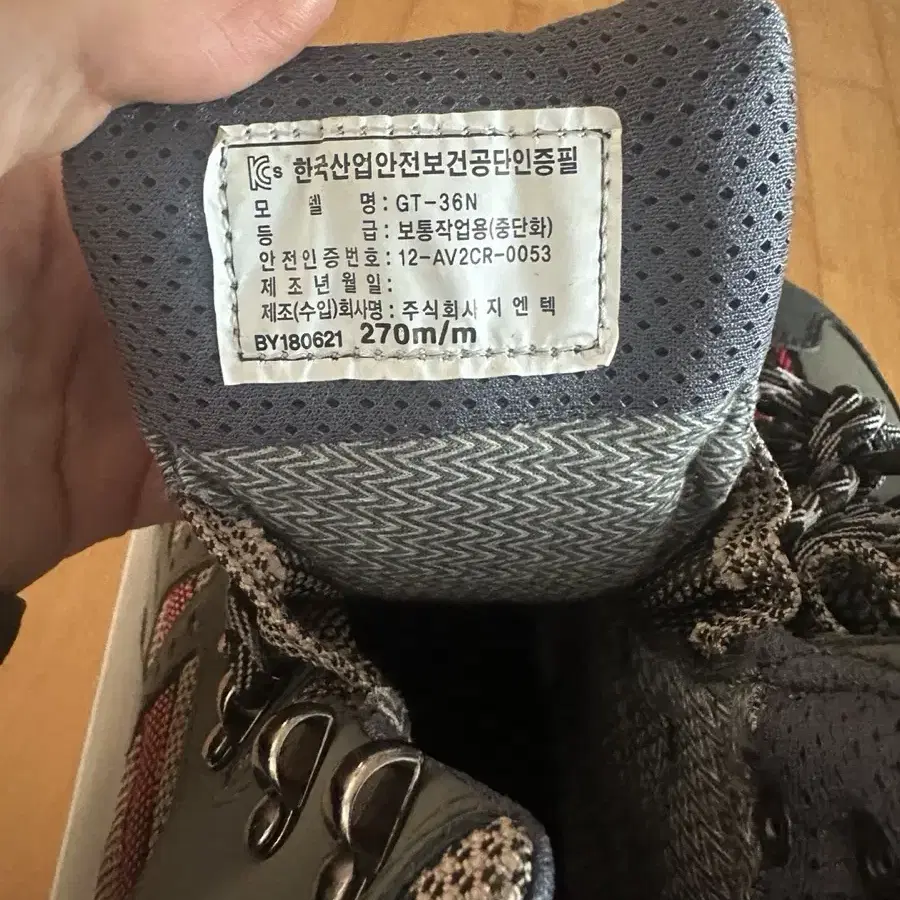 KCs 한국산업안전보건공단인증필
모 델 명: GT-36N
등 급: 보통작업용(중단화)
안전인증번호: 12-AV2CR-0053
제조년월일:
제조(수입)회사명: 주식회사 지엔텍
BY180621 270m/m